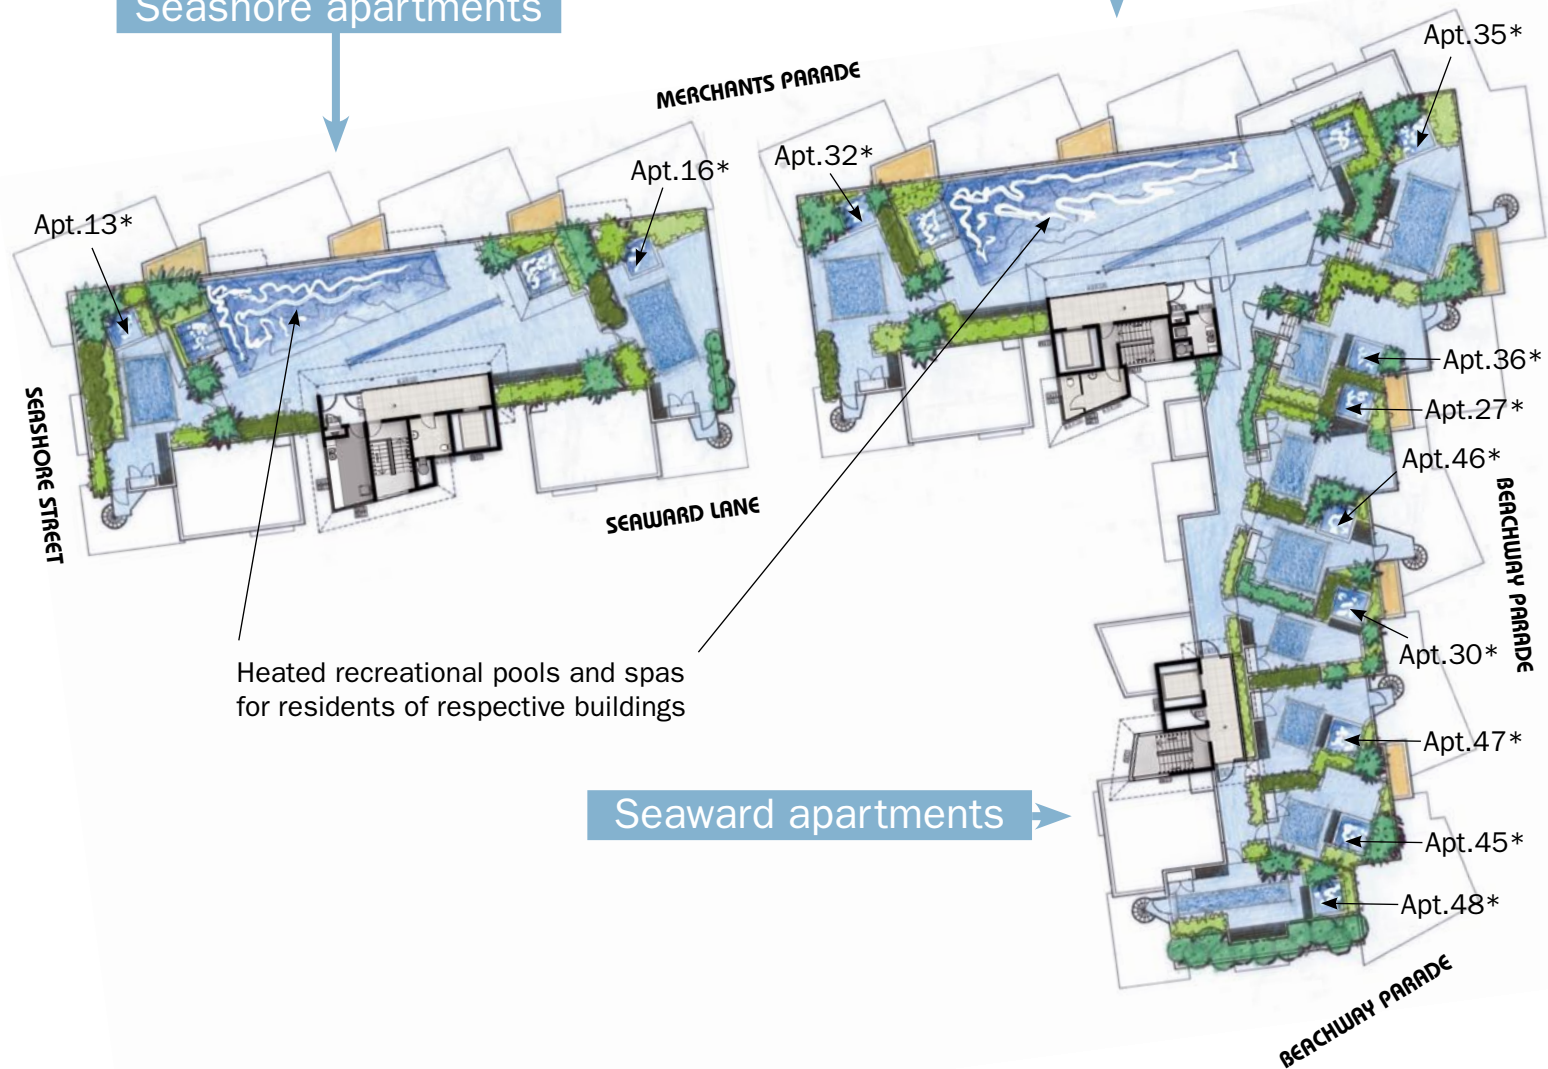 Seashore apartments
MERCHANTS PARADE
Apt.35*
Apt.32*
Apt.16*
Apt.13*
Apt.36*
Apt.27*
Apt.46*
SEASHORE STREET
SEAWARD LANE
BEACHWAY PARADE
Apt.30*
Heated recreational pools and spas
for residents of respective buildings
Apt.47*
Seaward apartments
Apt.45*
Apt.48*
BEACHWAY PARADE